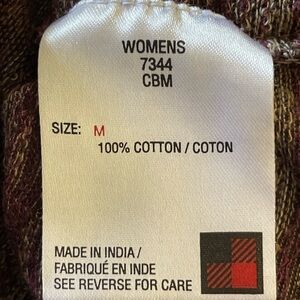 WOMENS
7344
CBM
SIZE: M
100% COTTON / COTON
MADE IN INDIA /
FABRIQUÉ EN INDE
SEE REVERSE FOR CARE